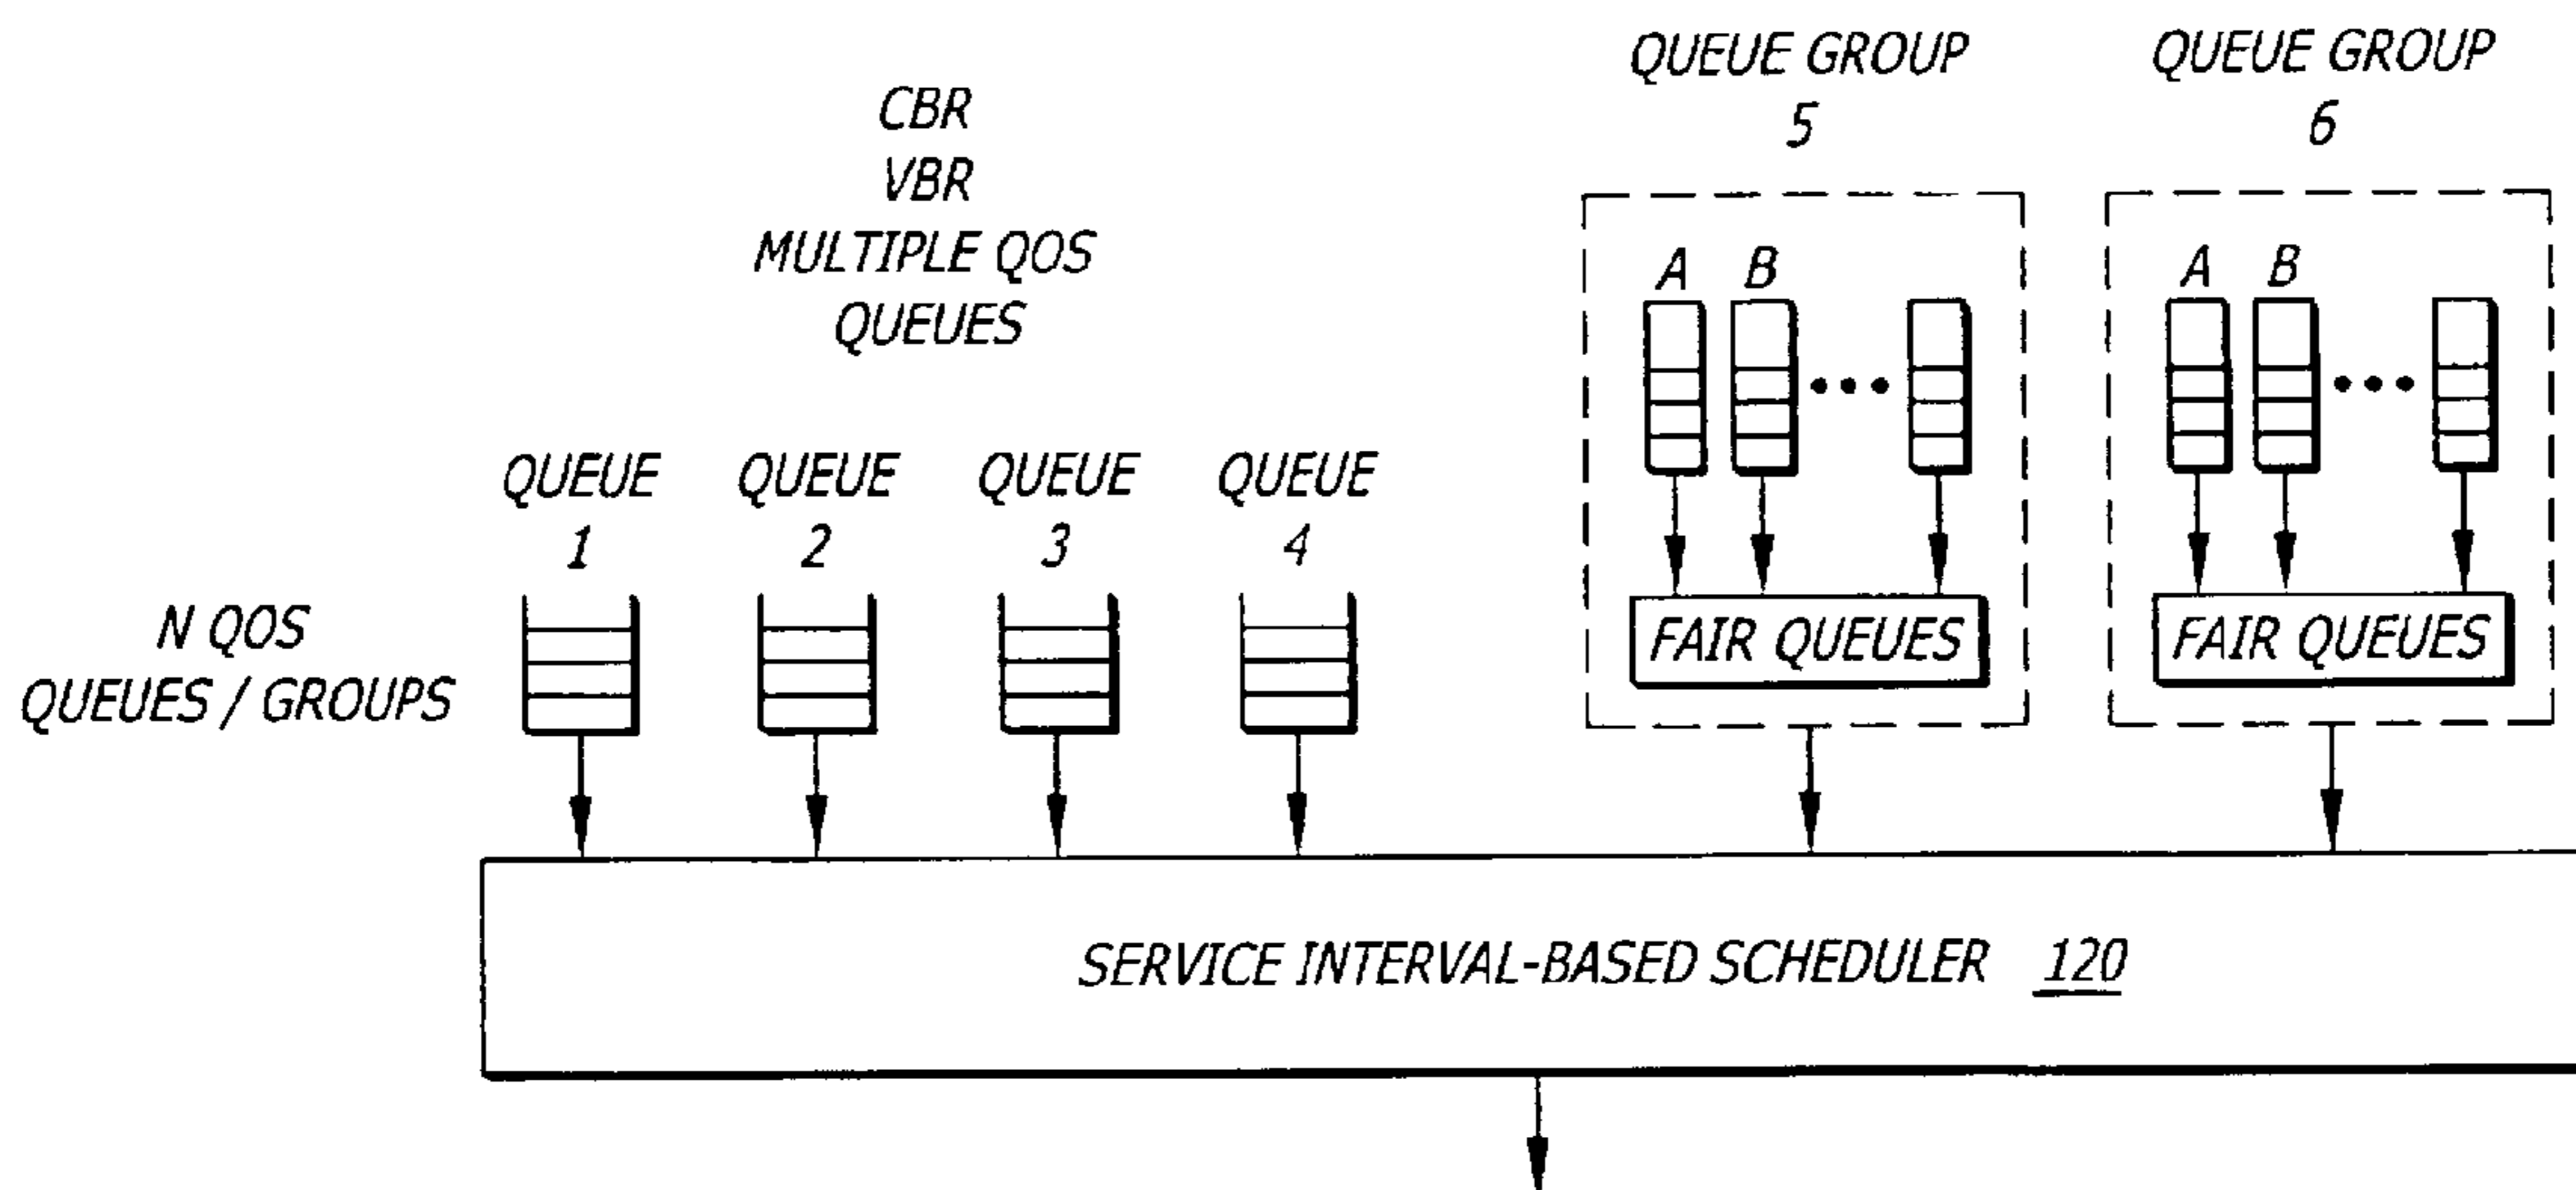 CBR
VBR
MULTIPLE QOS
QUEUES
QUEUE GROUP
5
QUEUE GROUP
6
A B
A B
QUEUE
1
QUEUE
2
QUEUE
3
QUEUE
4
N QOS
QUEUES / GROUPS
FAIR QUEUES
FAIR QUEUES
SERVICE INTERVAL-BASED SCHEDULER 120